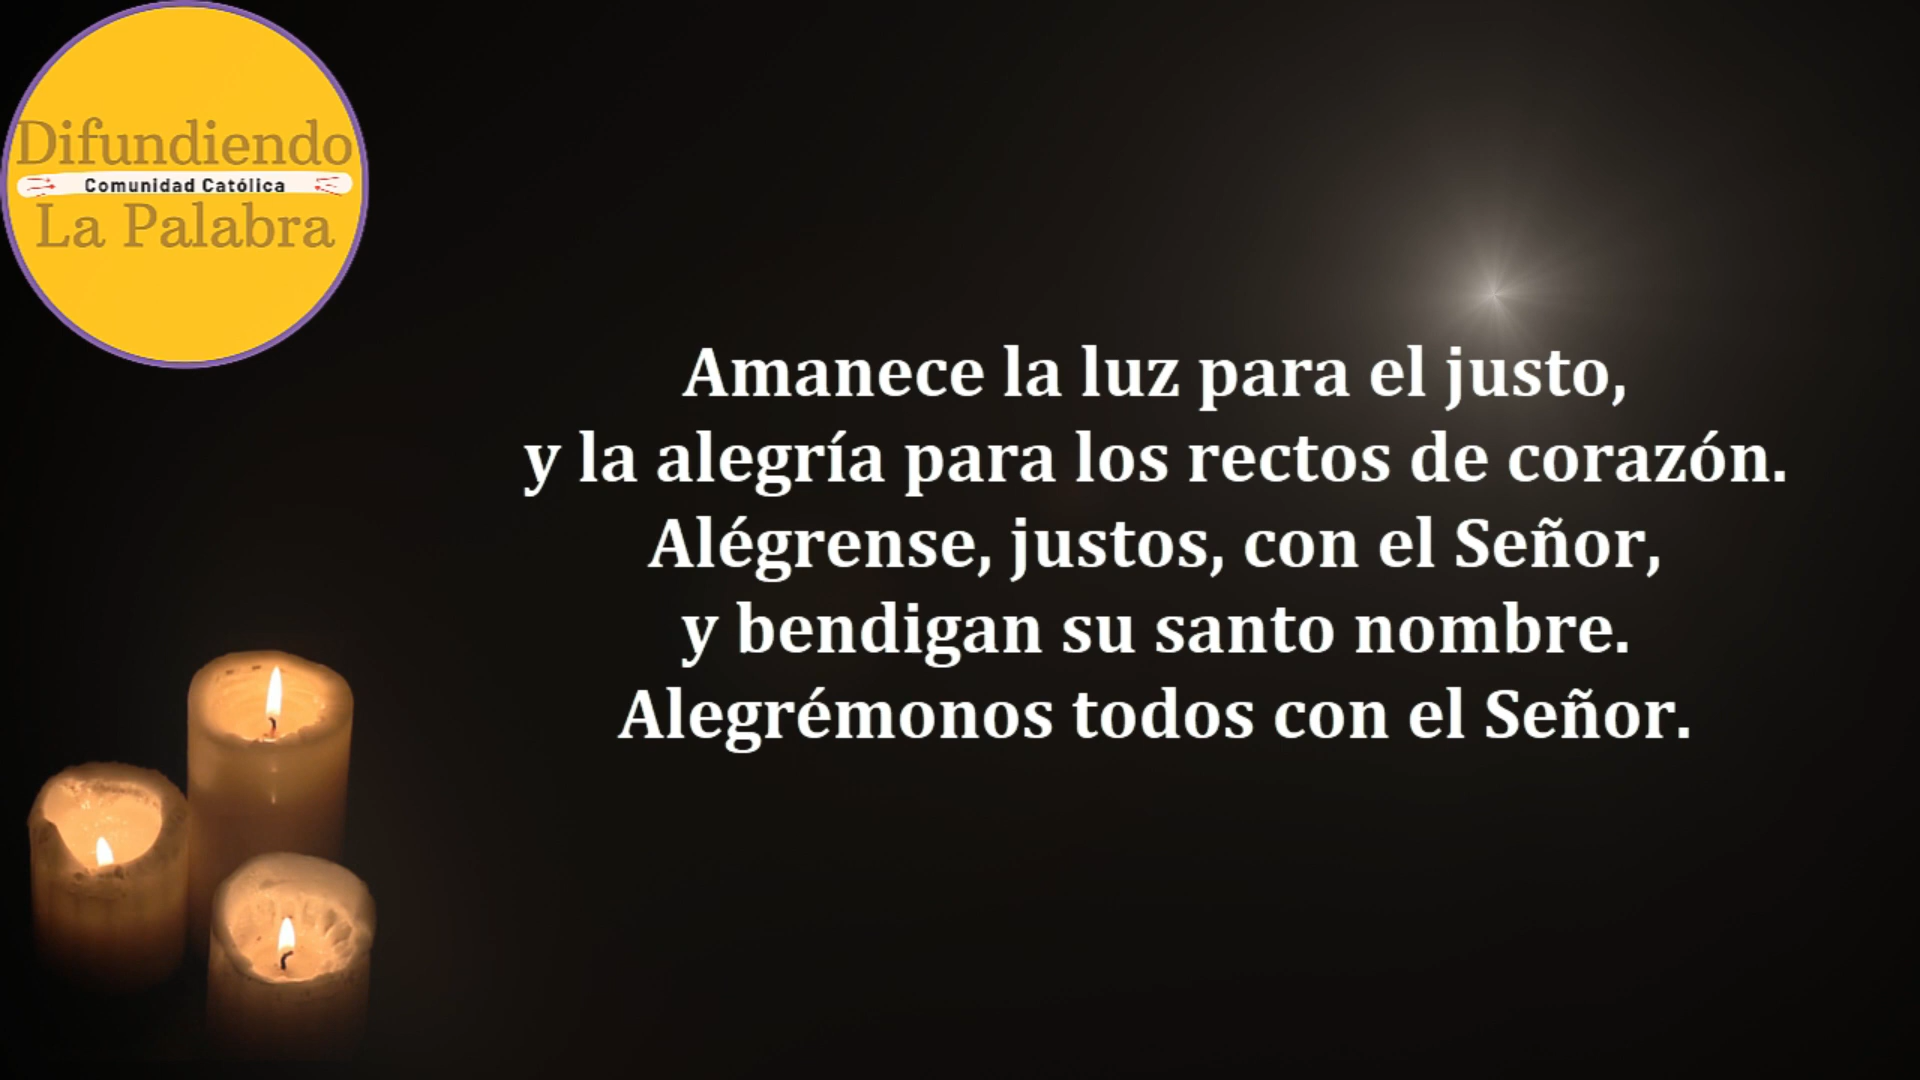 Difundiendo
Comunidad Católica
La Palabra
Amanece la luz para el justo,
y la alegría para los rectos de corazón.
Alégrense, justos, con el Señor,
y bendigan su santo nombre.
Alegrémonos todos con el Señor.